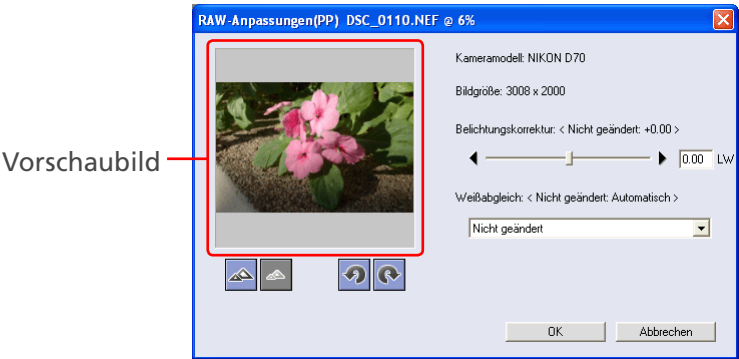 RAW-Anpassungen(PP) DSC_0110.NEF @ 6%
Kameramodell: NIKON D70
Bildgröße: 3008 x 2000
Belichtungskorrektur: < Nicht geändert: +0.00 >
0.00 LW
Vorschaubild
Weißabgleich: < Nicht geändert: Automatisch >
Nicht geändert
OK Abbrechen